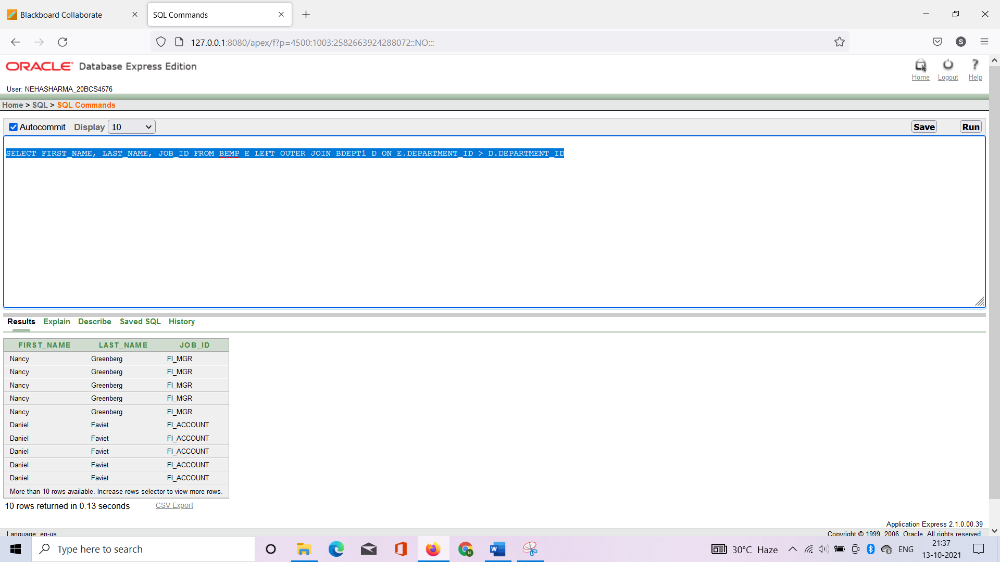 Blackboard Collaborate
SQL Commands
127.0.0.1:8080/apex/f?p=4500:1003:2582663924288072::NO:::
S
ORACLE Database Express Edition
Home Logout Help
User: NEHASHARMA_20BCS4576
Home > SQL > SQL Commands
Autocommit Display 10 Save Run
SELECT FIRST_NAME, LAST_NAME, JOB_ID FROM BEMP E LEFT OUTER JOIN BDEPT1 D ON E.DEPARTMENT_ID > D.DEPARTMENT_ID
Results Explain Describe Saved SQL History
FIRST_NAME LAST_NAME JOB_ID
Nancy Greenberg FI_MGR
Nancy Greenberg FI_MGR
Nancy Greenberg FI_MGR
Nancy Greenberg FI_MGR
Nancy Greenberg FI_MGR
Daniel Faviet FI_ACCOUNT
Daniel Faviet FI_ACCOUNT
Daniel Faviet FI_ACCOUNT
Daniel Faviet FI_ACCOUNT
Daniel Faviet FI_ACCOUNT
More than 10 rows available. Increase rows selector to view more rows.
10 rows returned in 0.13 seconds CSV Export
Application Express 2.1.0.00.39
Language: en-us Copyright © 1999, 2006, Oracle. All rights reserved.
Type here to search
30°C Haze
ENG
21:37
13-10-2021